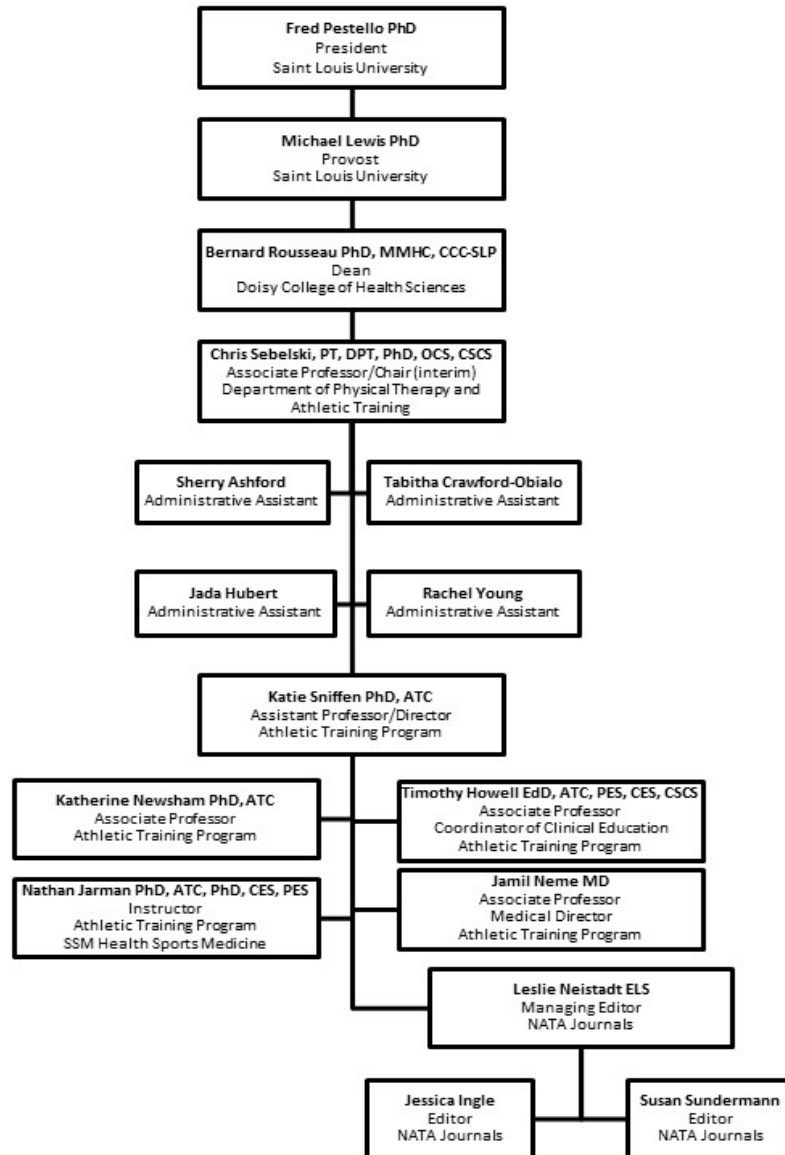 Fred Pestello PhD
President
Saint Louis University
Michael Lewis PhD
Provost
Saint Louis University
Bernard Rousseau PhD, MMHC, CCC-SLP
Dean
Doisy College of Health Sciences
Chris Sebelski, PT, DPT, PhD, OCS, CSCS
Associate Professor/Chair (interim)
Department of Physical Therapy and
Athletic Training
Sherry Ashford
Administrative Assistant
Tabitha Crawford-Obialo
Administrative Assistant
Jada Hubert
Administrative Assistant
Rachel Young
Administrative Assistant
Katie Sniffen PhD, ATC
Assistant Professor/Director
Athletic Training Program
Katherine Newsham PhD, ATC
Associate Professor
Athletic Training Program
Timothy Howell EdD, ATC, PES, CES, CSCS
Associate Professor
Coordinator of Clinical Education
Athletic Training Program
Nathan Jarman PhD, ATC, PhD, CES, PES
Instructor
Athletic Training Program
SSM Health Sports Medicine
Jamil Neme MD
Associate Professor
Medical Director
Athletic Training Program
Leslie Neistadt ELS
Managing Editor
NATA Journals
Jessica Ingle
Editor
NATA Journals
Susan Sundermann
Editor
NATA Journals